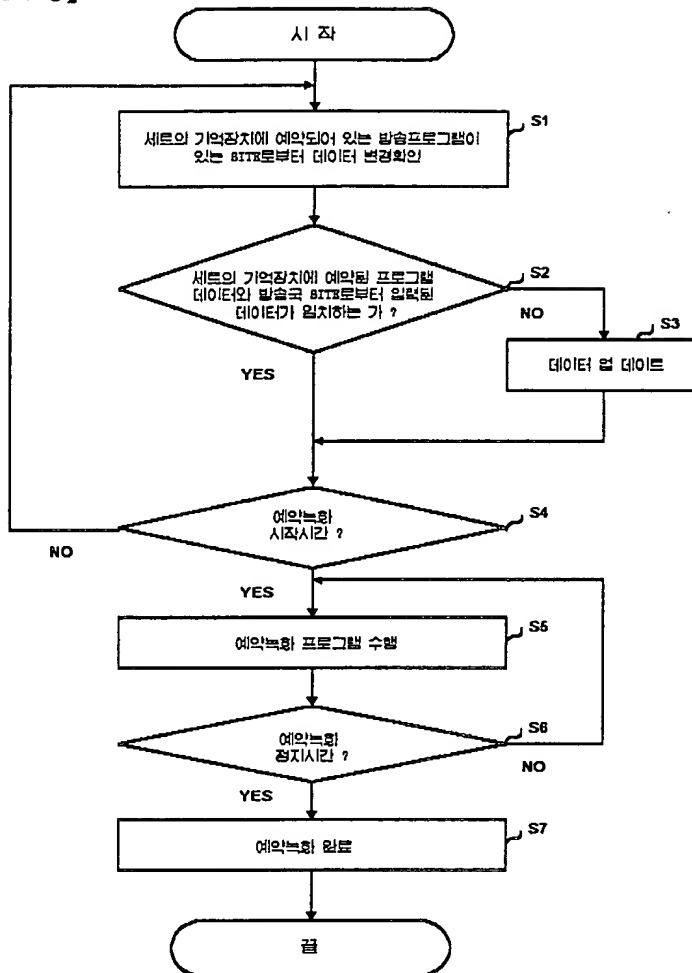 시 작
S1
세트의 기억장치에 예약되어 있는 방송프로그램이
있는 SITE로부터 데이터 변경확인
S2
세트의 기억장치에 예약된 프로그램
데이터와 방송국 SITE로부터 입력된
데이터가 일치하는 가 ?
NO
S3
데이터 업 데이트
YES
S4
예약녹화
시작시간 ?
NO
YES
S5
예약녹화 프로그램 수행
S6
예약녹화
정지시간 ?
NO
YES
S7
예약녹화 완료
끝